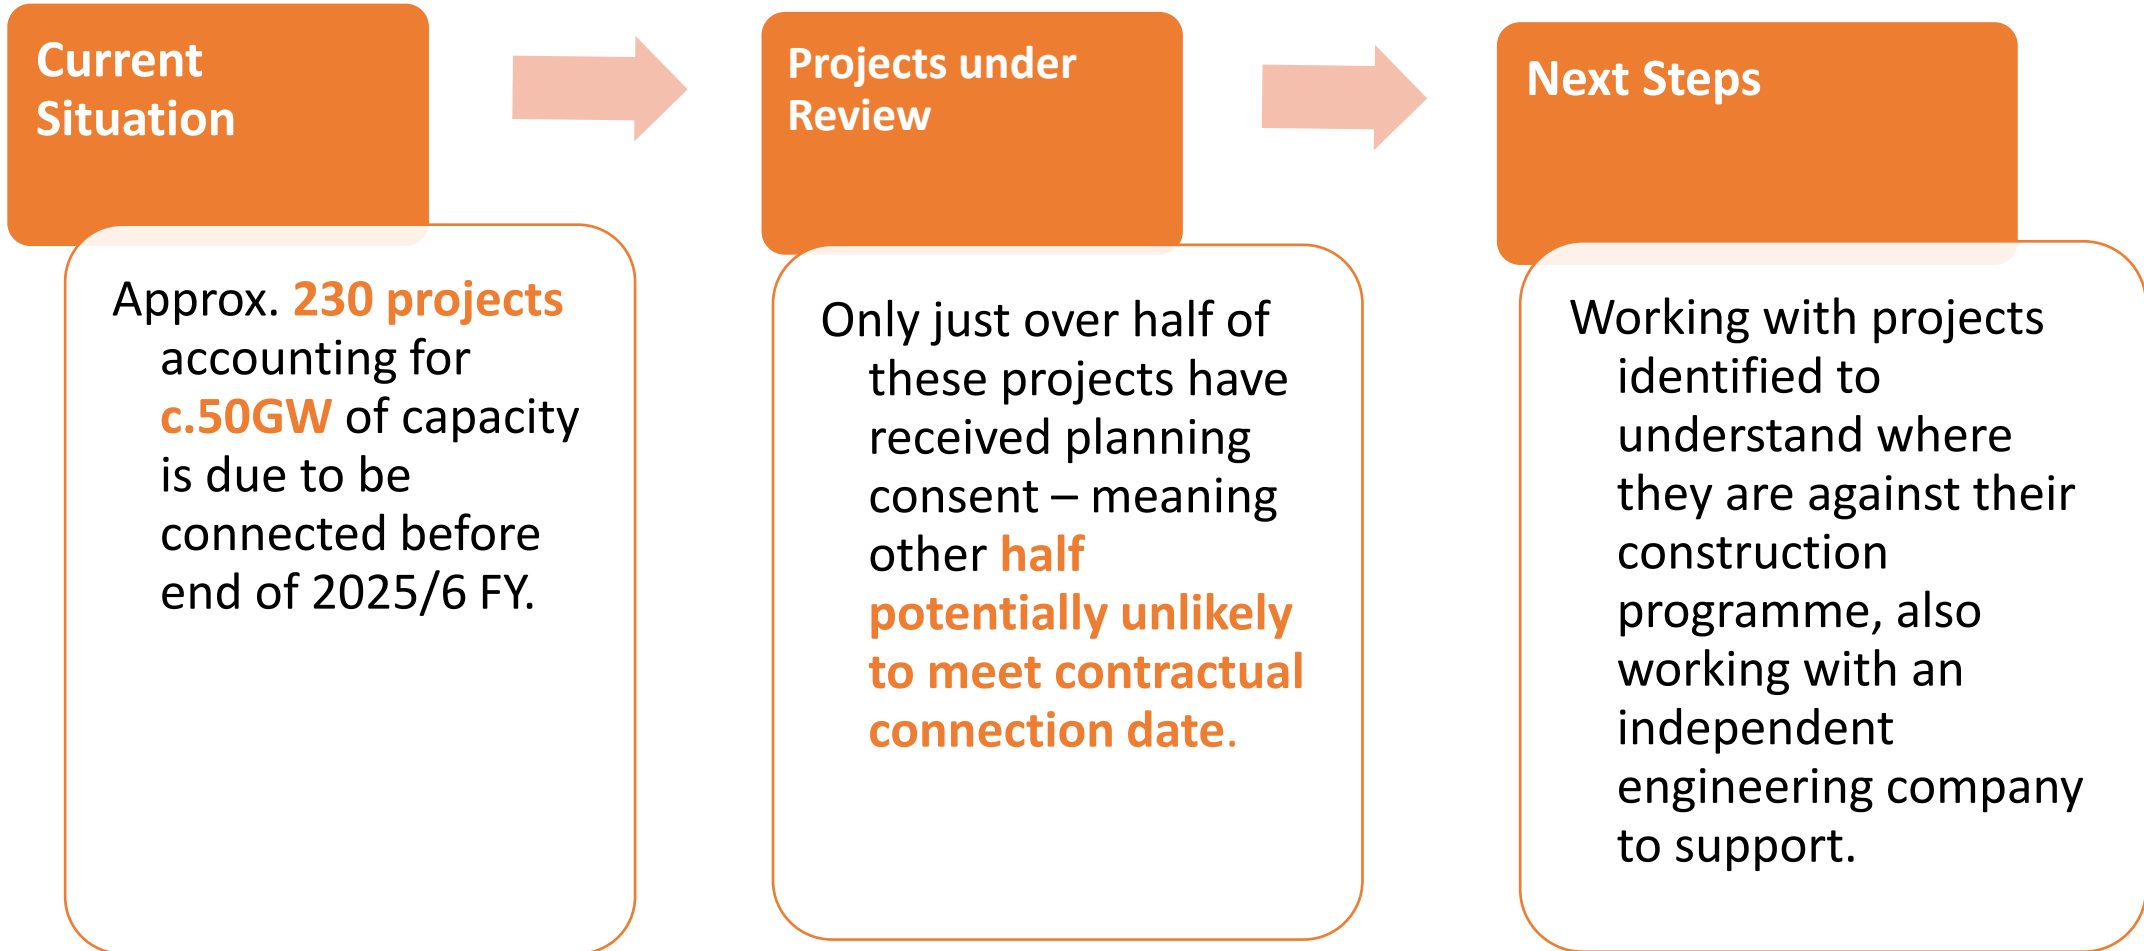 Current
Situation
Approx. 230 projects
accounting for
c.50GW of capacity
is due to be
connected before
end of 2025/6 FY.
Projects under
Review
Only just over half of
these projects have
received planning
consent – meaning
other half
potentially unlikely
to meet contractual
connection date.
Next Steps
Working with projects
identified to
understand where
they are against their
construction
programme, also
working with an
independent
engineering company
to support.